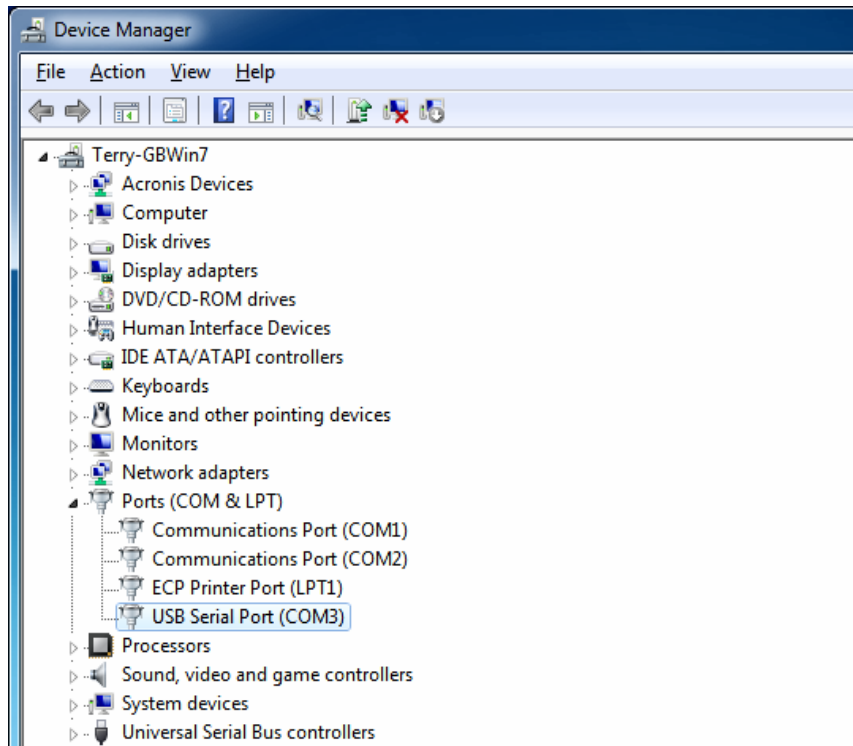 Device Manager
File Action View Help
Terry-GBWin7
Acronis Devices
Computer
Disk drives
Display adapters
DVD/CD-ROM drives
Human Interface Devices
IDE ATA/ATAPI controllers
Keyboards
Mice and other pointing devices
Monitors
Network adapters
Ports (COM & LPT)
Communications Port (COM1)
Communications Port (COM2)
ECP Printer Port (LPT1)
USB Serial Port (COM3)
Processors
Sound, video and game controllers
System devices
Universal Serial Bus controllers